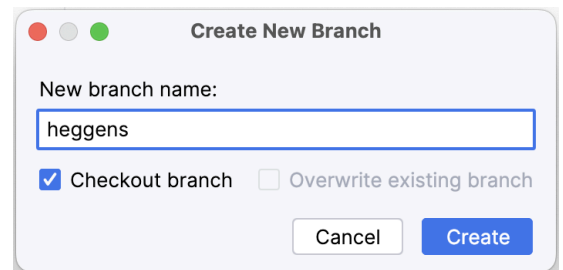 Create New Branch
New branch name:
heggens
Checkout branch Overwrite existing branch
Cancel Create